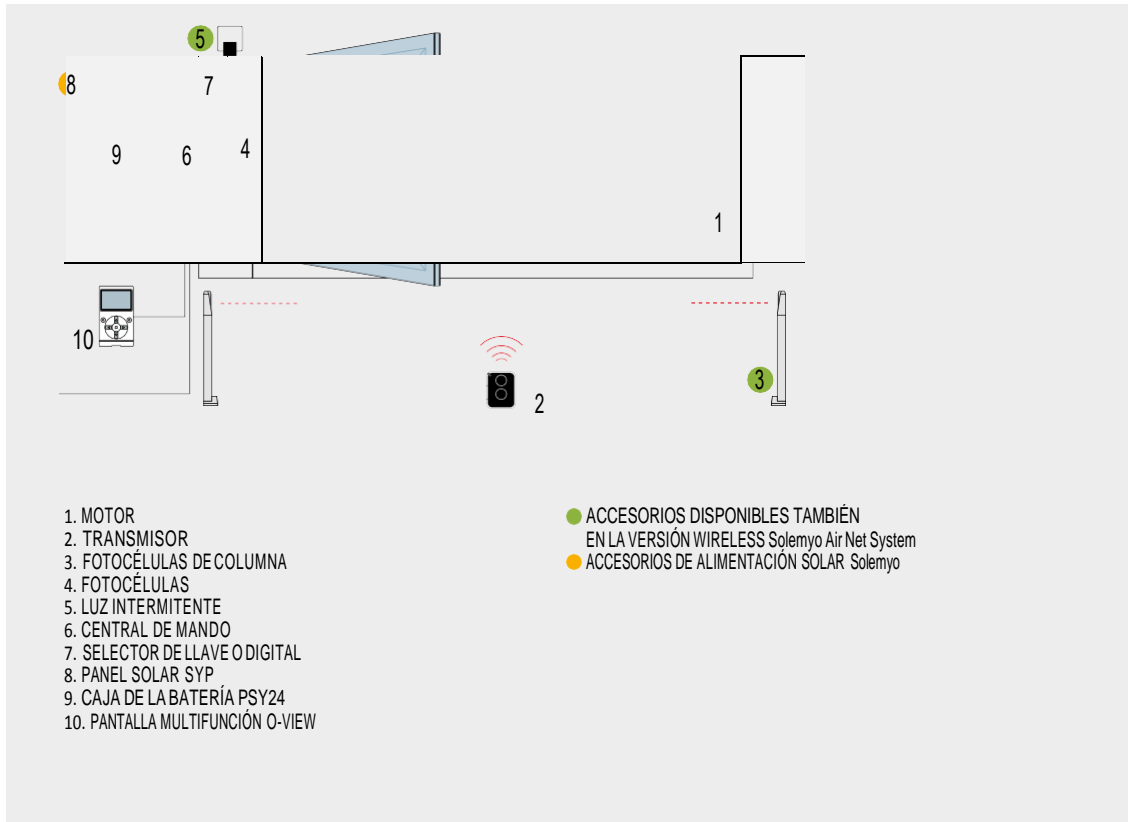 5
8
7
9
6
4
1
10
3
2
1. MOTOR
2. TRANSMISOR
3. FOTOCÉLULAS DE COLUMNA
4. FOTOCÉLULAS
5. LUZ INTERMITENTE
6. CENTRAL DE MANDO
7. SELECTOR DE LLAVE O DIGITAL
8. PANEL SOLAR SYP
9. CAJA DE LA BATERÍA PSY24
10. PANTALLA MULTIFUNCIÓN O-VIEW
ACCESORIOS DISPONIBLES TAMBIÉN
EN LA VERSIÓN WIRELESS Solemyo Air Net System
ACCESORIOS DE ALIMENTACIÓN SOLAR Solemyo